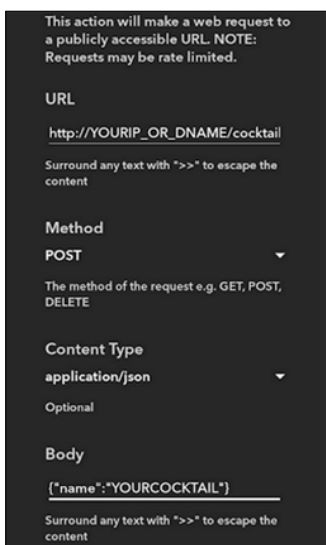 This action will make a web request to
a publicly accessible URL. NOTE:
Requests may be rate limited.
URL
http://YOURIP_OR_DNAME/cocktail
Surround any text with ">>" to escape the
content
Method
POST
The method of the request e.g. GET, POST,
DELETE
Content Type
application/json
Optional
Body
{"name":"YOURCOCKTAIL"}
Surround any text with ">>" to escape the
content